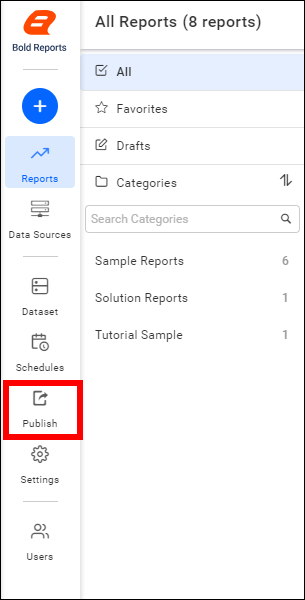 Bold Reports
Reports
Data Sources
Dataset
Schedules
Publish
Settings
Users
All Reports (8 reports)
All
Favorites
Drafts
Categories
Search Categories
Sample Reports 6
Solution Reports 1
Tutorial Sample 1